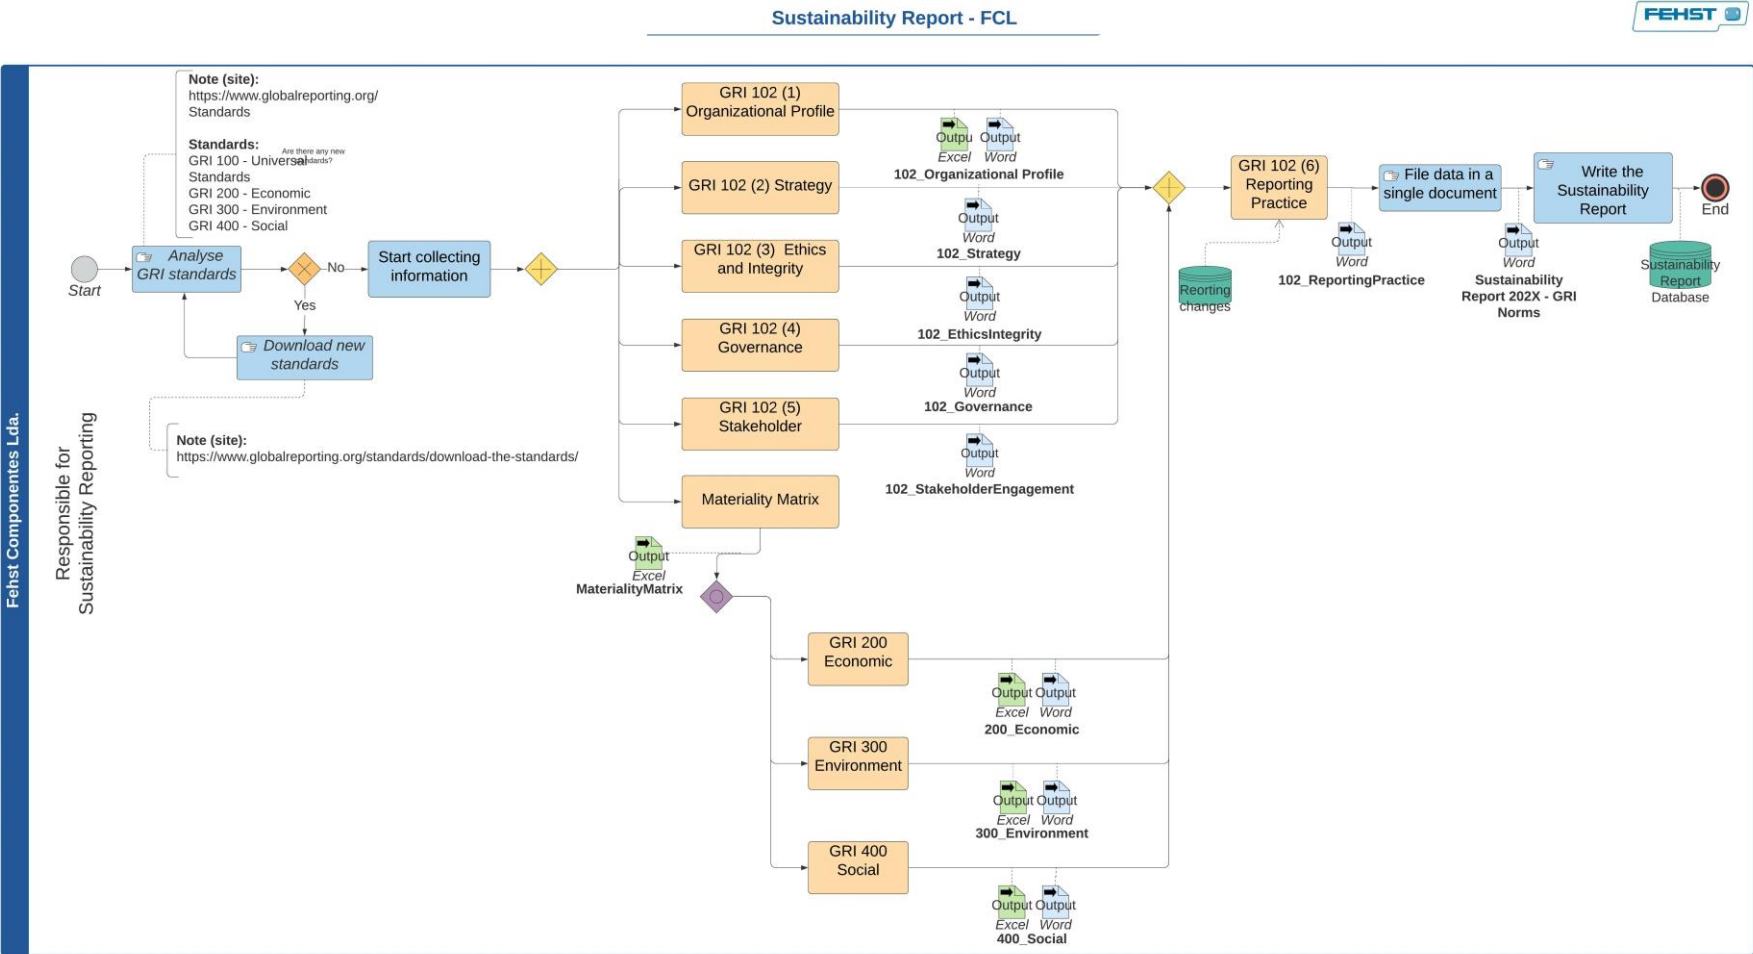 Sustainability Report - FCL
FEHST
Fehst Componentes Lda.
Responsible for
Sustainability Reporting
Note (site):
https://www.globalreporting.org/
Standards
Standards:
GRI 100 - Universal
Standards
GRI 200 - Economic
GRI 300 - Environment
GRI 400 - Social
Are there any new
Start
Analyse
GRI standards
No
Yes
Download new
standards
Note (site):
https://www.globalreporting.org/standards/download-the-standards/
Start collecting
information
GRI 102 (1)
Organizational Profile
Outpu
Output
Excel
Word
102_Organizational Profile
GRI 102 (2) Strategy
Output
Word
102_Strategy
GRI 102 (3) Ethics
and Integrity
Output
Word
102_EthicsIntegrity
GRI 102 (4)
Governance
Output
Word
102_Governance
GRI 102 (5)
Stakeholder
Output
Word
102_StakeholderEngagement
Materiality Matrix
Output
Excel
MaterialityMatrix
GRI 200
Economic
Output
Output
Excel
Word
200_Economic
GRI 300
Environment
Output
Output
Excel
Word
300_Environment
GRI 400
Social
Output
Output
Excel
Word
400_Social
GRI 102 (6)
Reporting
Practice
Reorting
changes
Output
Word
102_ReportingPractice
File data in a
single document
Output
Word
Sustainability
Report 202X - GRI
Norms
Write the
Sustainability
Report
Sustainability
Report
Database
End